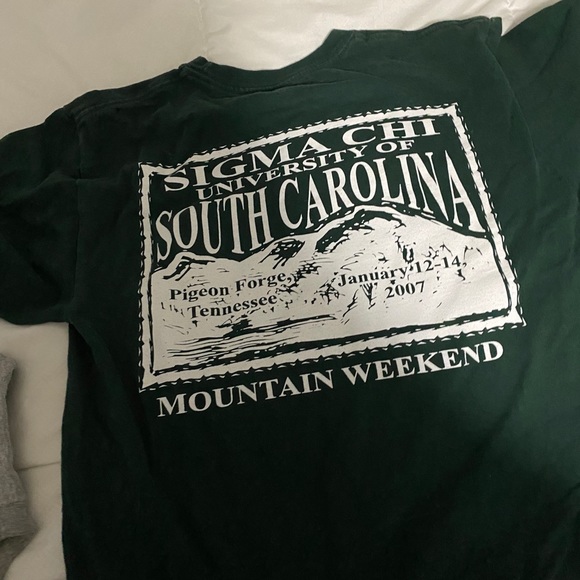 SIGMA CHI
UNIVERSITY OF
SOUTH CAROLINA
Pigeon Forge, January 12-14,
Tennessee 2007
MOUNTAIN WEEKEND